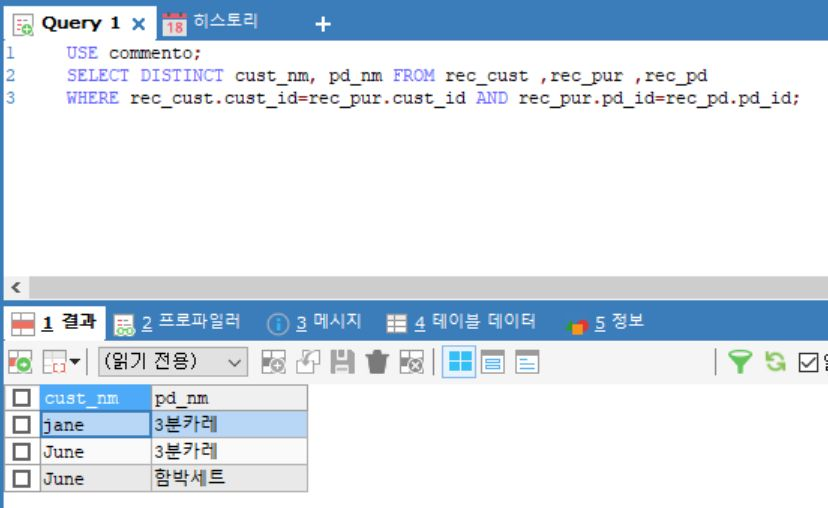 Query 1
18 히스토리
1 USE commento;
2 SELECT DISTINCT cust_nm, pd_nm FROM rec_cust ,rec_pur ,rec_pd
3 WHERE rec_cust.cust_id=rec_pur.cust_id AND rec_pur.pd_id=rec_pd.pd_id;
1 결과 2 프로파일러 3 메시지 4 테이블 데이터 5 정보
(읽기 전용)
cust_nm pd_nm
jane 3분카레
June 3분카레
June 함박세트